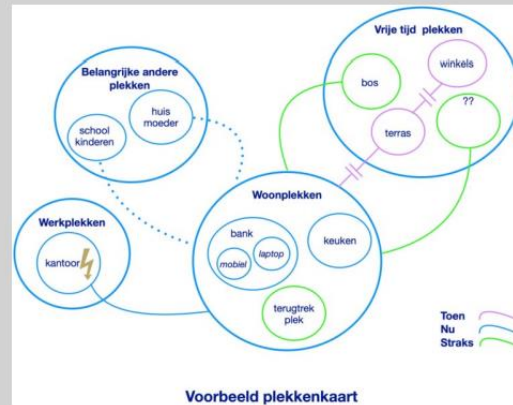 Vrije tijd plekken
winkels
bos
??
terras
Belangrijke andere
plekken
huis
moeder
school
kinderen
Woonplekken
bank
mobiel
laptop
keuken
terugtrek
plek
Werkplekken
kantoor
Toen
Nu
Straks
Voorbeeld plekkenkaart